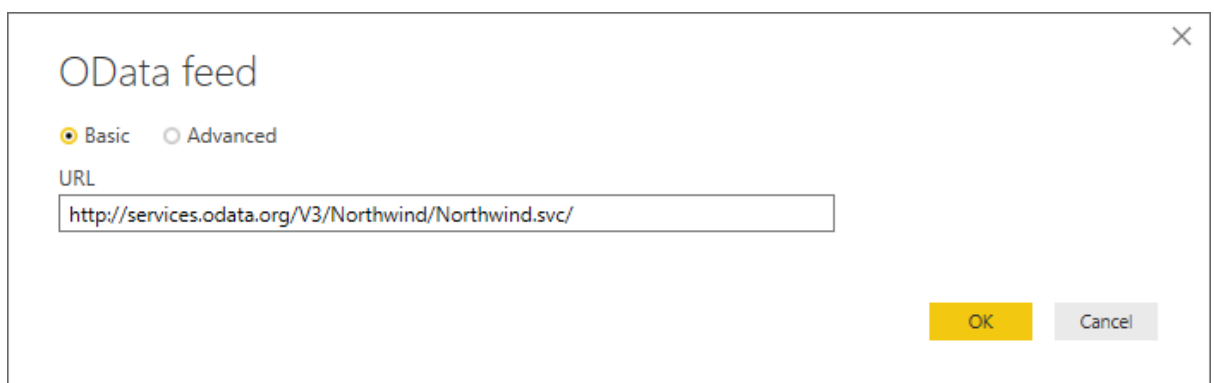 OData feed
Basic Advanced
URL
http://services.odata.org/V3/Northwind/Northwind.svc/
OK Cancel